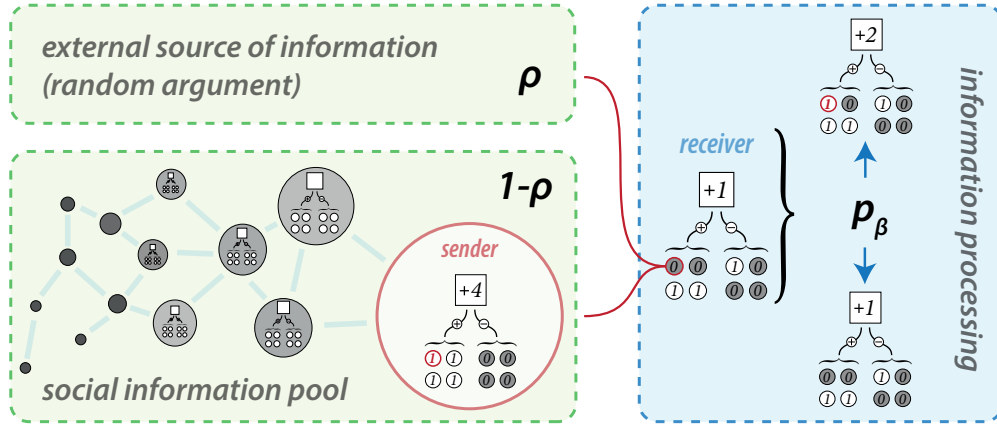 external source of information
(random argument)
ρ
1-ρ
sender
+4
+ −
1 1 0 0
1 1 0 0
social information pool
receiver
+1
+ −
0 0 1 0
1 1 0 0
+2
+ −
1 0 1 0
1 1 0 0
pβ
+1
+ −
0 0 1 0
1 1 0 0
information processing